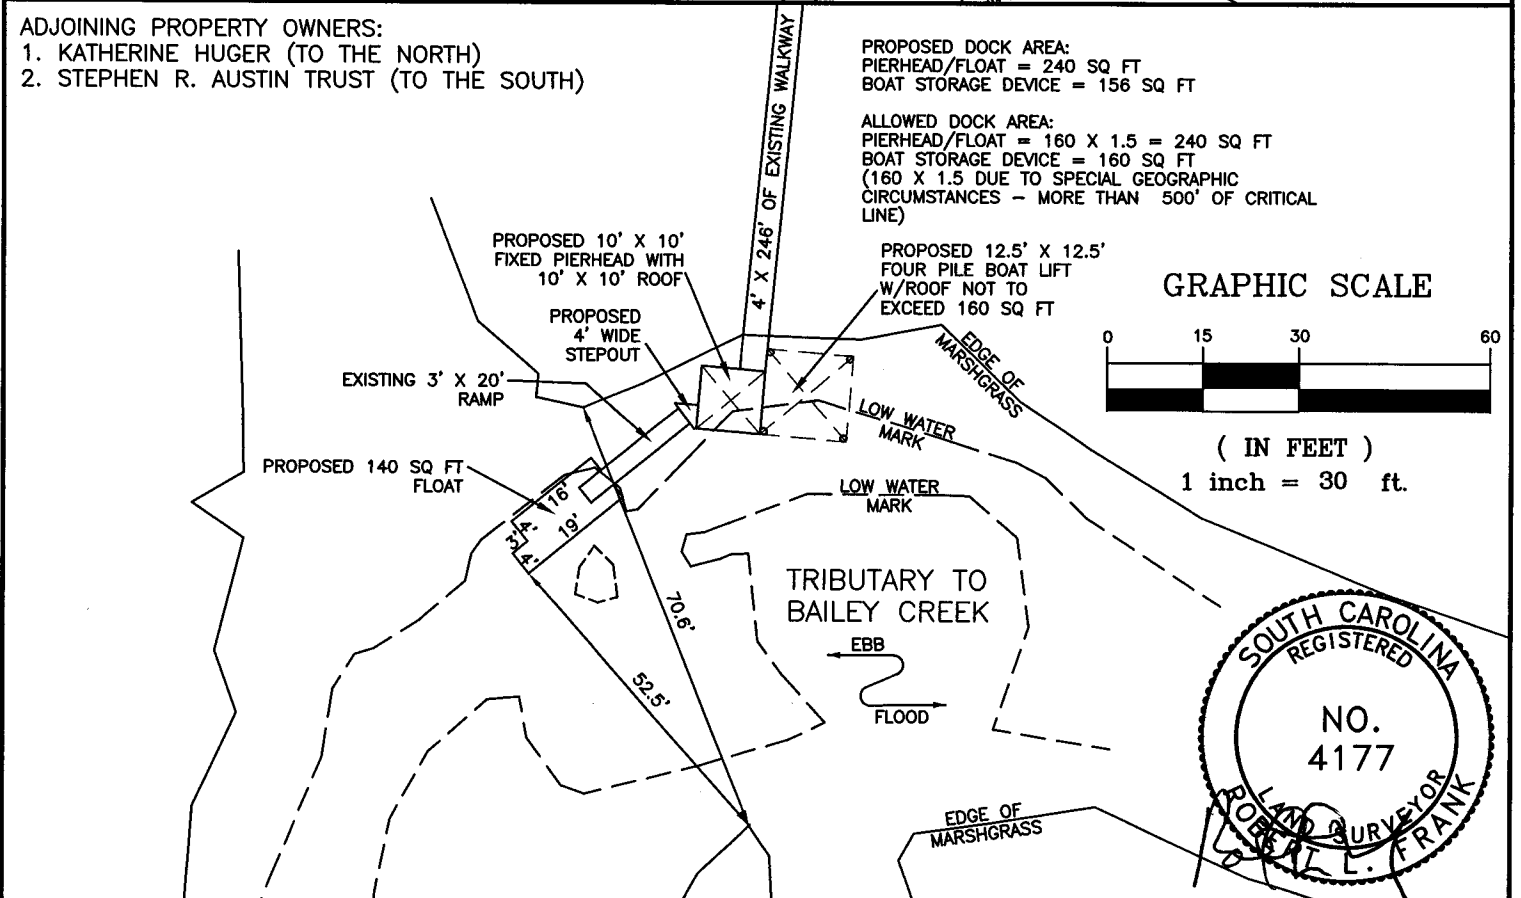 ADJOINING PROPERTY OWNERS:
1. KATHERINE HUGER (TO THE NORTH)
2. STEPHEN R. AUSTIN TRUST (TO THE SOUTH)
4' X 246' OF EXISTING WALKWAY
PROPOSED DOCK AREA:
PIERHEAD/FLOAT = 240 SQ FT
BOAT STORAGE DEVICE = 156 SQ FT
ALLOWED DOCK AREA:
PIERHEAD/FLOAT = 160 X 1.5 = 240 SQ FT
BOAT STORAGE DEVICE = 160 SQ FT
(160 X 1.5 DUE TO SPECIAL GEOGRAPHIC
CIRCUMSTANCES - MORE THAN 500' OF CRITICAL
LINE)
PROPOSED 10' X 10'
FIXED PIERHEAD WITH
10' X 10' ROOF
PROPOSED 12.5' X 12.5'
FOUR PILE BOAT LIFT
W/ROOF NOT TO
EXCEED 160 SQ FT
GRAPHIC SCALE
0 15 30 60
( IN FEET )
1 inch = 30 ft.
PROPOSED
4' WIDE
STEPOUT
EXISTING 3' X 20'
RAMP
PROPOSED 140 SQ FT
FLOAT
16'
4'
3'
19'
4'
EDGE OF
MARSHGRASS
LOW WATER
MARK
LOW WATER
MARK
TRIBUTARY TO
BAILEY CREEK
EBB
FLOOD
70.6'
52.5'
EDGE OF
MARSHGRASS
SOUTH CAROLINA
REGISTERED
NO.
4177
LAND SURVEYOR
ROBERT L. FRANK